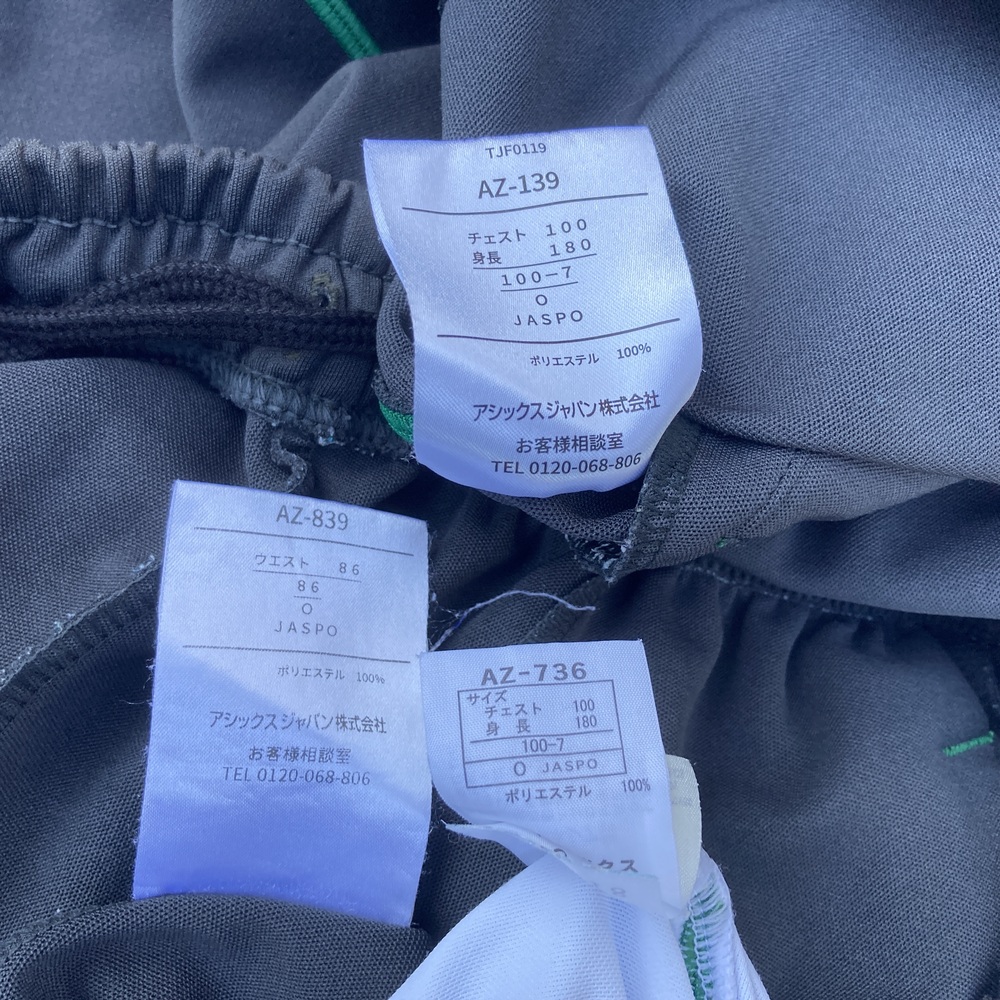 TJF0119
AZ-139
チェスト 100
身長 180
100-7
O
JASPO
ポリエステル 100%
アシックスジャパン株式会社
お客様相談室
TEL 0120-068-806
AZ-839
ウエスト 86
86
O
JASPO
ポリエステル 100%
アシックスジャパン株式会社
お客様相談室
TEL 0120-068-806
AZ-736
サイズ
チェスト 100
身長 180
100-7
O JASPO
ポリエステル 100%
クス